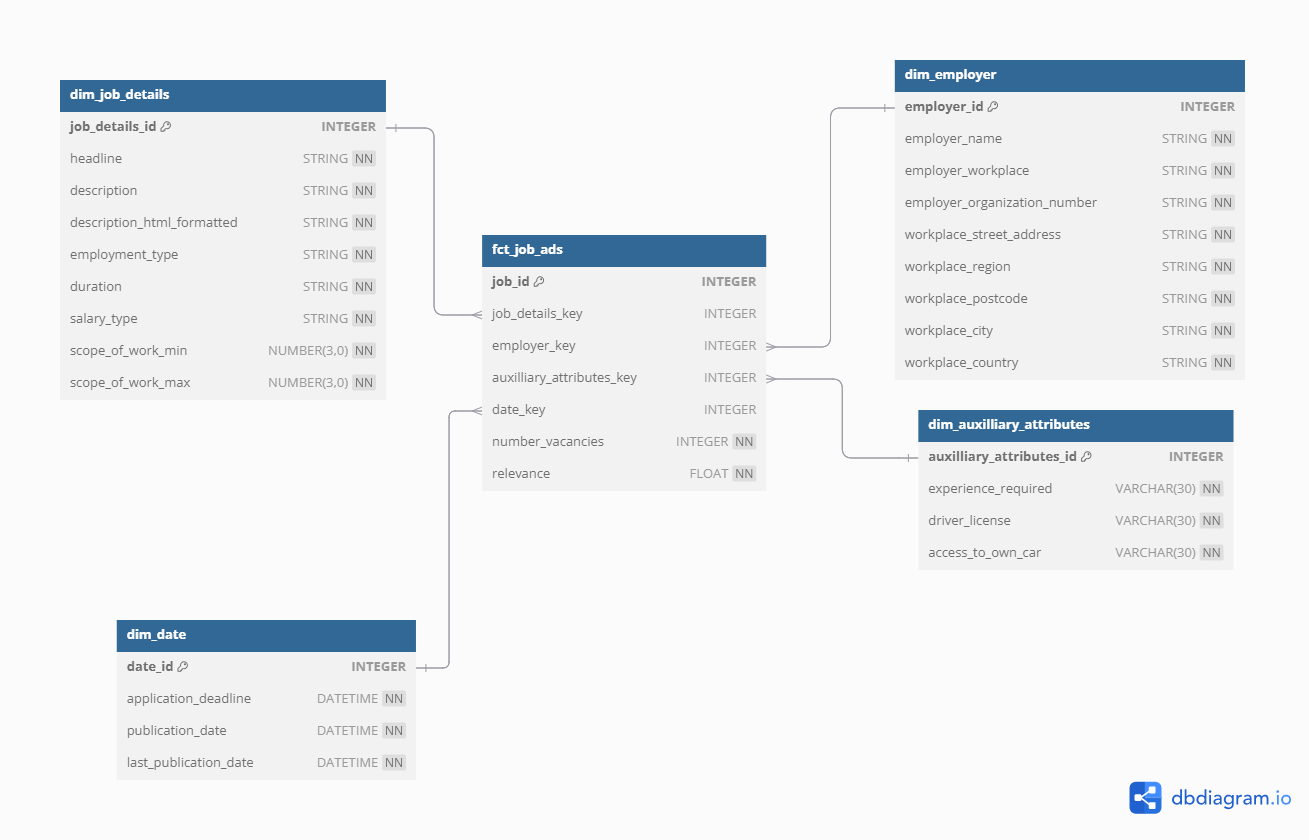 dim_job_details
job_details_id INTEGER
headline STRING NN
description STRING NN
description_html_formatted STRING NN
employment_type STRING NN
duration STRING NN
salary_type STRING NN
scope_of_work_min NUMBER(3,0) NN
scope_of_work_max NUMBER(3,0) NN
fct_job_ads
job_id INTEGER
job_details_key INTEGER
employer_key INTEGER
auxilliary_attributes_key INTEGER
date_key INTEGER
number_vacancies INTEGER NN
relevance FLOAT NN
dim_employer
employer_id INTEGER
employer_name STRING NN
employer_workplace STRING NN
employer_organization_number STRING NN
workplace_street_address STRING NN
workplace_region STRING NN
workplace_postcode STRING NN
workplace_city STRING NN
workplace_country STRING NN
dim_auxilliary_attributes
auxilliary_attributes_id INTEGER
experience_required VARCHAR(30) NN
driver_license VARCHAR(30) NN
access_to_own_car VARCHAR(30) NN
dim_date
date_id INTEGER
application_deadline DATETIME NN
publication_date DATETIME NN
last_publication_date DATETIME NN
dbdiagram.io